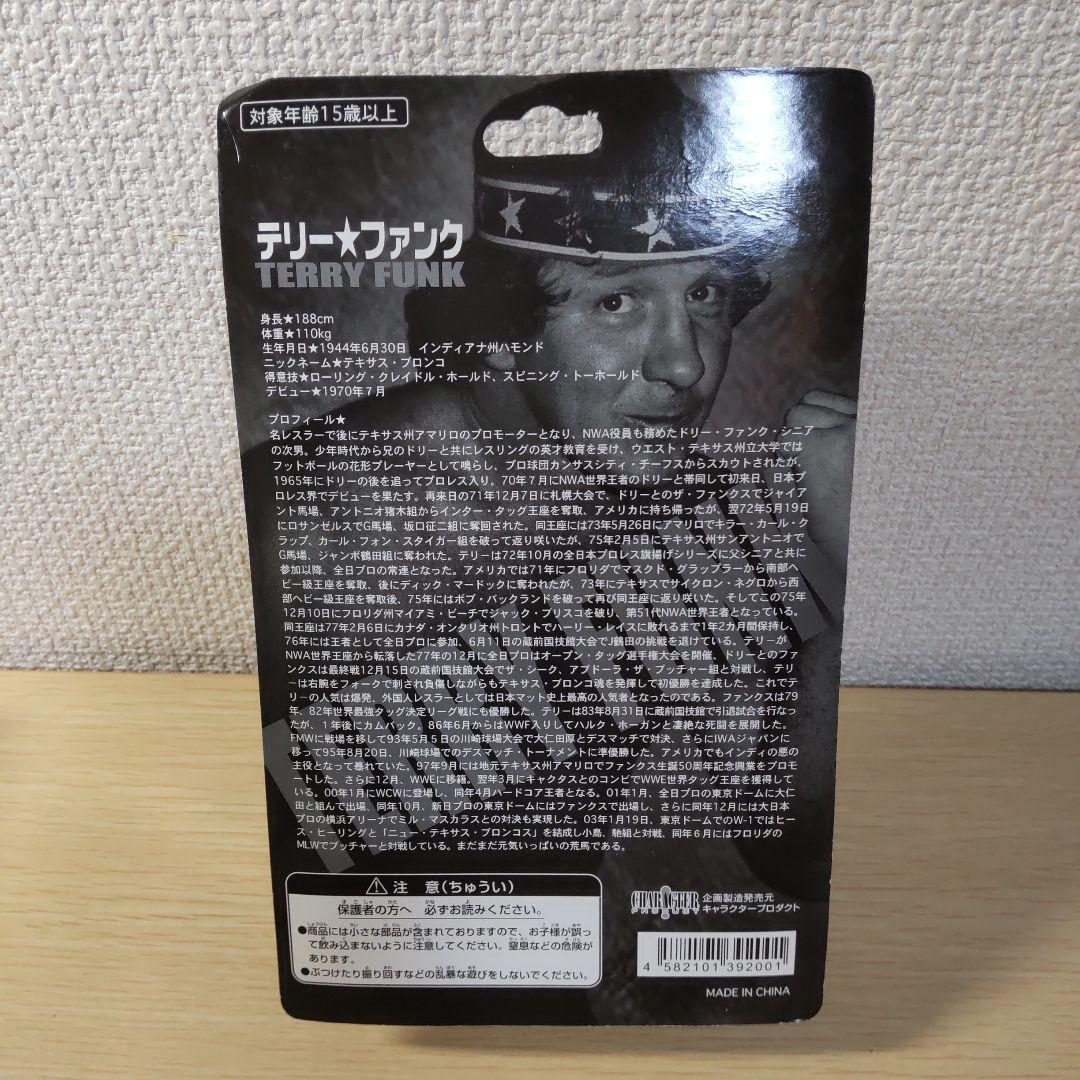 対象年齢15歳以上
テリー★ファンク
TERRY FUNK
身長★188cm
体重★110kg
生年月日★1944年6月30日　インディアナ州ハモンド
ニックネーム★テキサス・ブロンコ
得意技★ローリング・クレイドル・ホールド、スピニング・トーホールド
デビュー★1970年7月
プロフィール★
名レスラーで後にテキサス州アマリロのプロモーターとなり、NWA役員も務めたドリー・ファンク・シニア
の次男。少年時代から兄のドリーと共にレスリングの英才教育を受け、ウエスト・テキサス州立大学では
フットボールの花形プレーヤーとして鳴らし、プロ球団カンサスシティ・チーフスからスカウトされたが、
1965年にドリーの後を追ってプロレス入り。70年7月にNWA世界王者のドリーと帯同して初来日、日本プ
ロレス界でデビューを果たす。再来日の71年12月7日に札幌大会で、ドリーとのザ・ファンクスでジャイア
ント馬場、アントニオ猪木組からインター・タッグ王座を奪取、アメリカに持ち帰ったが、翌72年5月19日
にロサンゼルスでG馬場、坂口征二組に奪回された。同王座には73年5月26日にアマリロでキラー・カール・ク
ラップ、カール・フォン・スタイガー組を破って返り咲いたが、75年2月5日にテキサス州サンアントニオで
G馬場、ジャンボ鶴田組に奪われた。テリーは72年10月の全日本プロレス旗揚げシリーズに父シニアと共に
参加以降、全日プロの常連となった。アメリカでは71年にフロリダでマスクド・グラップラーから南部ヘ
ビー級王座を奪取、後にディック・マードックに奪われたが、73年にテキサスでサイクロン・ネグロから西
部ヘビー級王座を奪取後、75年にはボブ・バックランドを破って再び同王座に返り咲いた。そしてこの75年
12月10日にフロリダ州マイアミ・ビーチでジャック・ブリスコを破り、第51代NWA世界王者となっている。
同王座は77年2月6日にカナダ・オンタリオ州トロントでハーリー・レイスに敗れるまで1年2カ月間保持し、
76年には王者として全日プロに参加、6月11日の蔵前国技館大会でJ鶴田の挑戦を退けている。テリーが
NWA世界王座から転落した77年の12月に全日プロはオープン・タッグ選手権大会を開催、ドリーとのファ
ンクスは最終戦12月15日の蔵前国技館大会でザ・シーク、アブドーラ・ザ・ブッチャー組と対戦し、テリ
ーは右腕をフォークで刺され負傷しながらもテキサス・ブロンコ魂を発揮して初優勝を達成した。これでテ
リーの人気は爆発、外国人レスラーとしては日本マット史上最高の人気者となったのである。ファンクスは79
年、82年世界最強タッグ決定リーグ戦にも優勝した。テリーは83年8月31日に蔵前国技館で引退試合を行なっ
たが、1年後にカムバック。86年6月からはWWF入りしてハルク・ホーガンと凄絶な死闘を展開した。
FMWに戦場を移して93年5月5日の川崎球場大会で大仁田厚とデスマッチで対決、さらにIWAジャパンに
移って95年8月20日、川崎球場でのデスマッチ・トーナメントに準優勝した。アメリカでもインディの悪の
主役となって暴れていた。97年9月には地元テキサス州アマリロでファンクス生誕50周年記念興業をプロモ
ートした。さらに12月、WWEに移籍。翌年3月にキャクタスとのコンビでWWE世界タッグ王座を獲得して
いる。00年1月にWCWに登場し、同年4月ハードコア王者となる。01年1月、全日プロの東京ドームに大仁
田と組んで出場、同年10月、新日プロの東京ドームにはファンクスで出場し、さらに同年12月には大日本
プロの横浜アリーナでミル・マスカラスとの対決も実現した。03年1月19日、東京ドームでのW-1ではヒー
ス・ヒーリングと「ニュー・テキサス・ブロンコス」を結成し小島、馳組と対戦、同年6月にはフロリダの
MLWでブッチャーと対戦している。まだまだ元気いっぱいの荒馬である。
注　意(ちゅうい)
保護者の方へ　必ずお読みください。
●商品には小さな部品が含まれておりますので、お子様が誤っ
て飲み込まないように注意してください。窒息などの危険が
あります。
●ぶつけたり振り回すなどの乱暴な遊びをしないでください。
CHARACTER
PRODUCT
企画製造発売元
キャラクタープロダクト
4 582101 392001
MADE IN CHINA